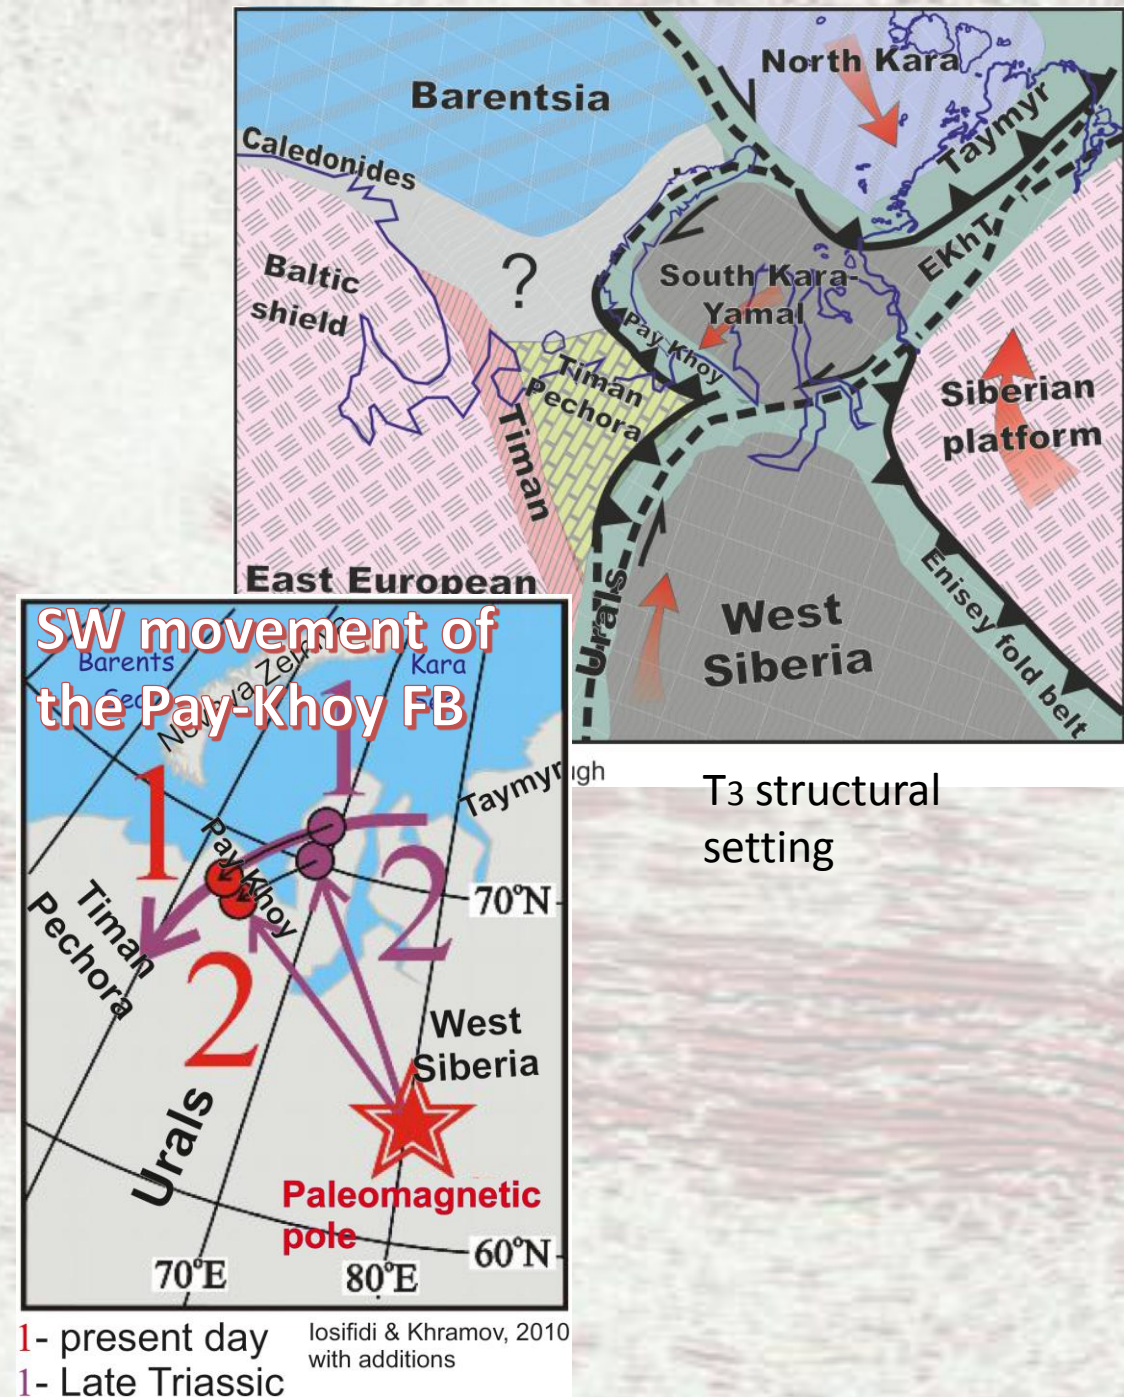 North Kara
Barentsia
Taymyr
Caledonides
EKhT
Baltic
shield
?
South Kara-
Yamal
Pay Khoy
Timan
Pechora
Siberian
platform
Timan
East European
Urals
West
Siberia
Enisey fold belt
SW movement of
the Pay-Khoy FB
Barents
Kara
1
Taymyr
1
Pay Khoy
2
70°N
Timan
Pechora
2
West
Siberia
Urals
Paleomagnetic
pole
60°N
70°E
80°E
1- present day
1- Late Triassic
Iosifidi & Khramov, 2010
with additions
T3 structural
setting